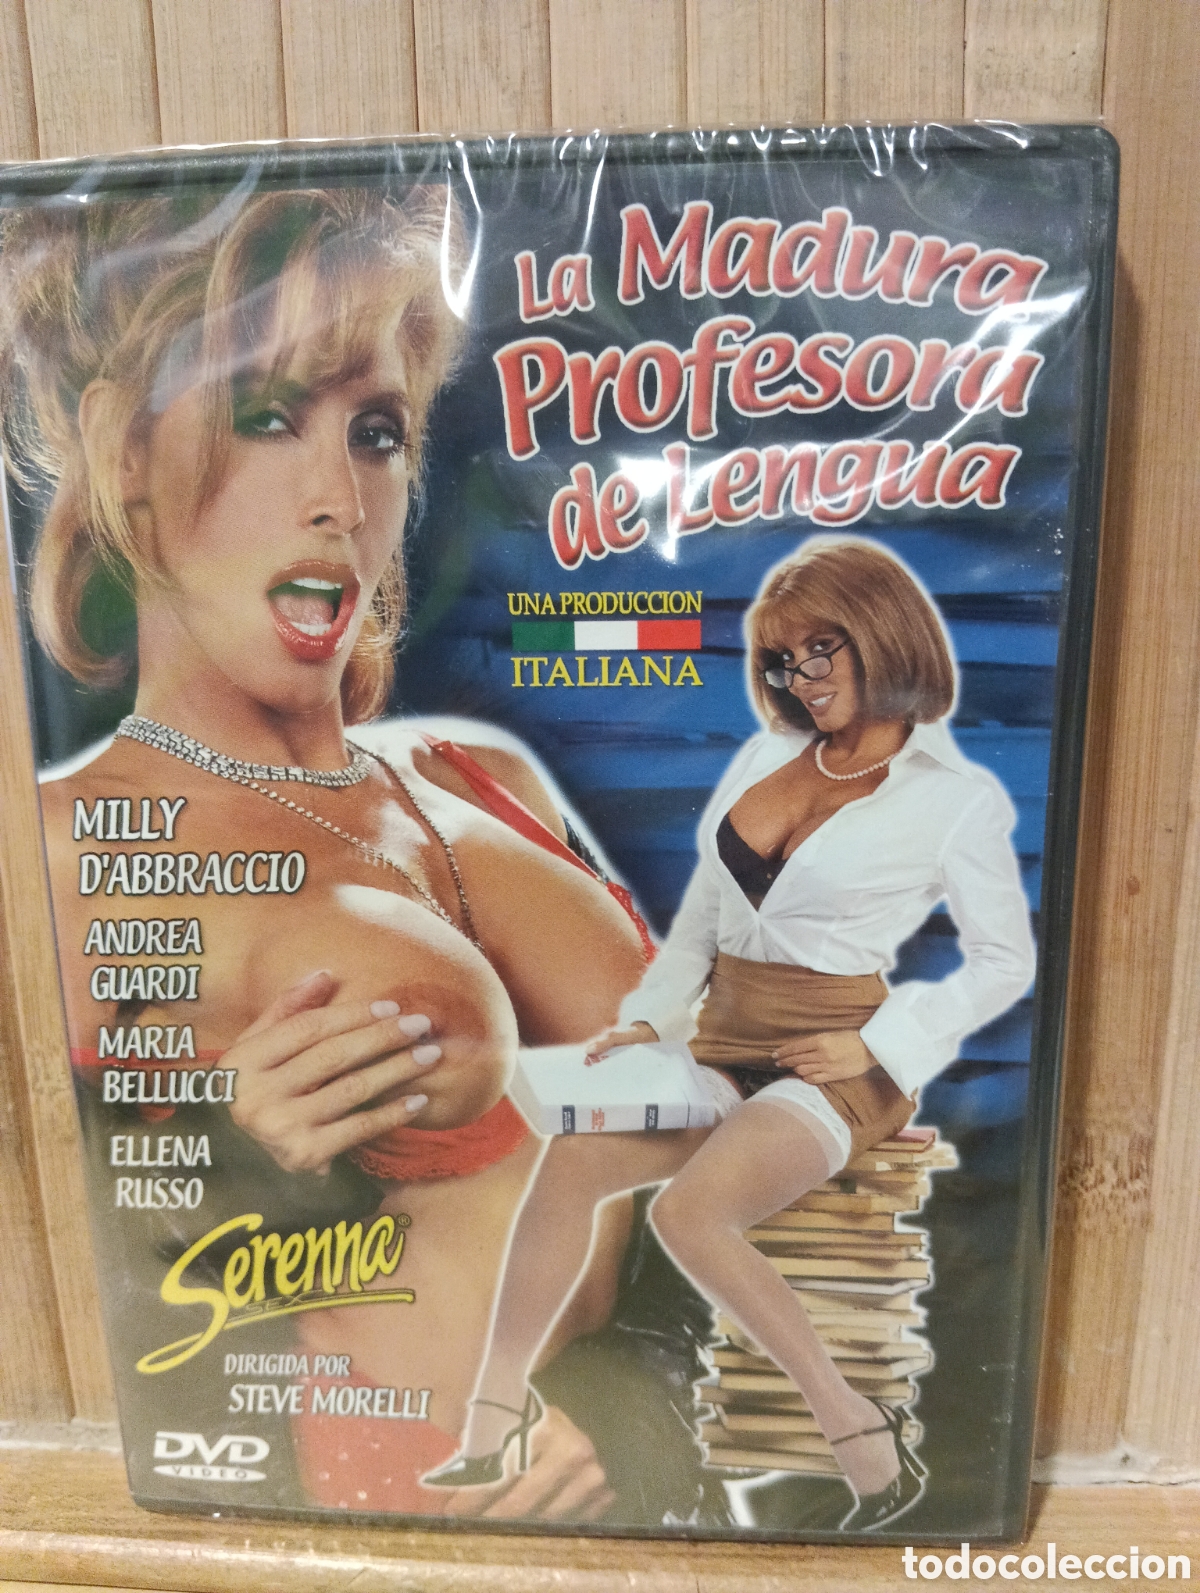 La Madura
Profesora
de Lengua
UNA PRODUCCION
ITALIANA
MILLY
D'ABBRACCIO
ANDREA
GUARDI
MARIA
BELLUCCI
ELLENA
RUSSO
Serenna®
SEX
DIRIGIDA POR
STEVE MORELLI
DVD
VIDEO
todocoleccion